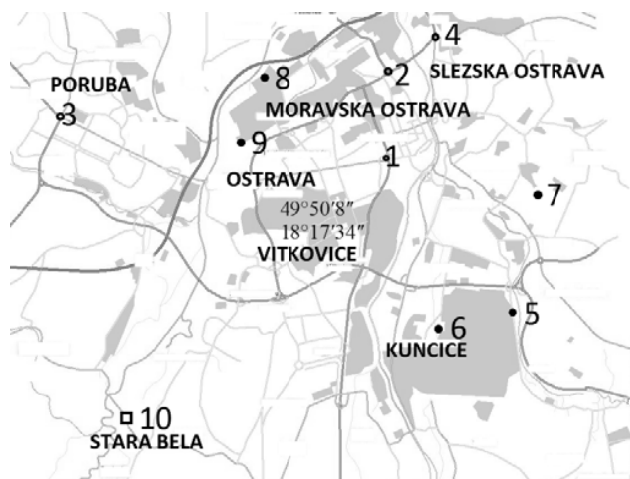 4
8
2
SLEZSKA OSTRAVA
PORUBA
MORAVSKA OSTRAVA
3
9
1
OSTRAVA
7
49°50′8″
18°17′34″
VITKOVICE
5
6
KUNCICE
10
STARA BELA